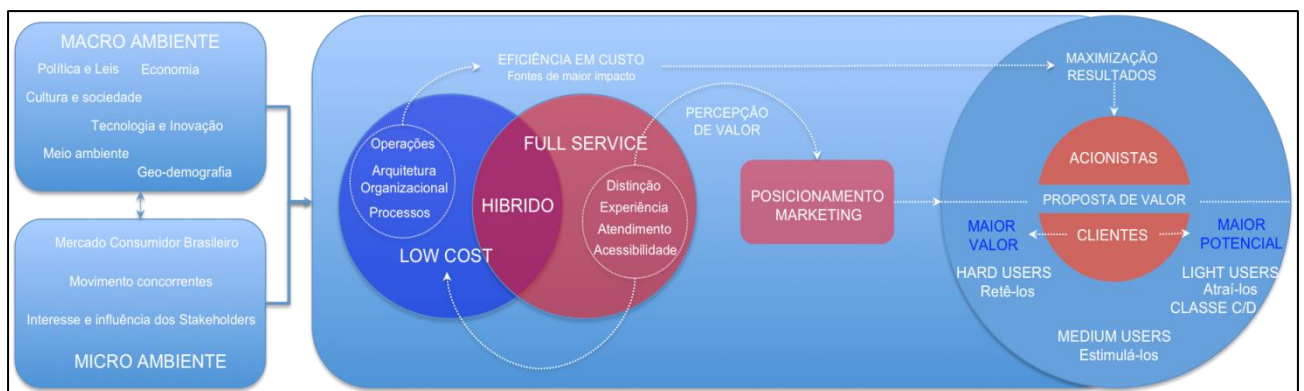 MACRO AMBIENTE
Política e Leis
Economia
Cultura e sociedade
Tecnologia e Inovação
Meio ambiente
Geo-demografia
Mercado Consumidor Brasileiro
Movimento concorrentes
Interesse e influência dos Stakeholders
MICRO AMBIENTE
EFICIÊNCIA EM CUSTO
Fontes de maior impacto
Operações
Arquitetura
Organizacional
Processos
LOW COST
HIBRIDO
FULL SERVICE
Distinção
Experiência
Atendimento
Acessibilidade
PERCEPÇÃO
DE VALOR
POSICIONAMENTO
MARKETING
MAXIMIZAÇÃO
RESULTADOS
ACIONISTAS
PROPOSTA DE VALOR
CLIENTES
MAIOR
VALOR
HARD USERS
Retê-los
MAIOR
POTENCIAL
LIGHT USERS
Atraí-los
CLASSE C/D
MEDIUM USERS
Estimulá-los